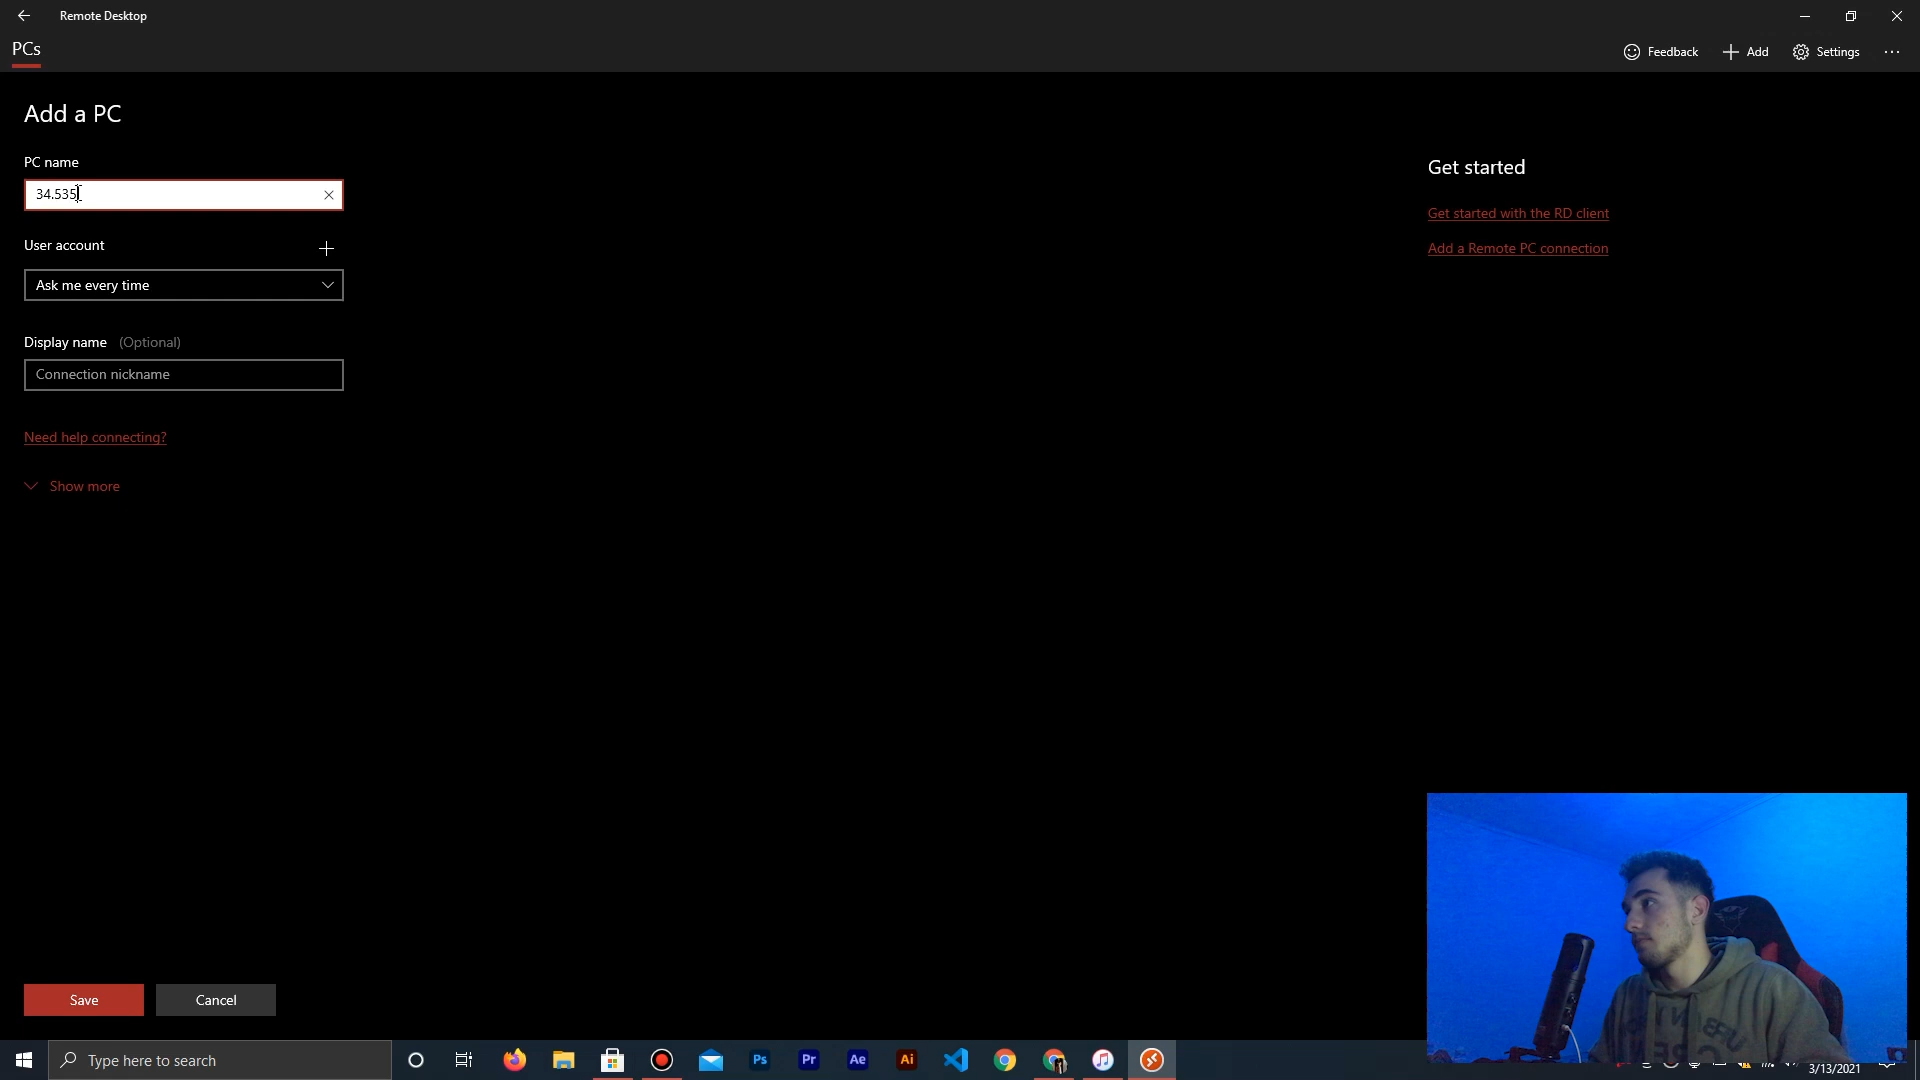 Remote Desktop
PCs
Feedback
Add
Settings
Add a PC
PC name
34.535
User account
Ask me every time
Display name (Optional)
Connection nickname
Need help connecting?
Show more
Get started
Get started with the RD client
Add a Remote PC connection
Save
Cancel
Type here to search
Ps
Pr
Ae
Ai
3/13/2021